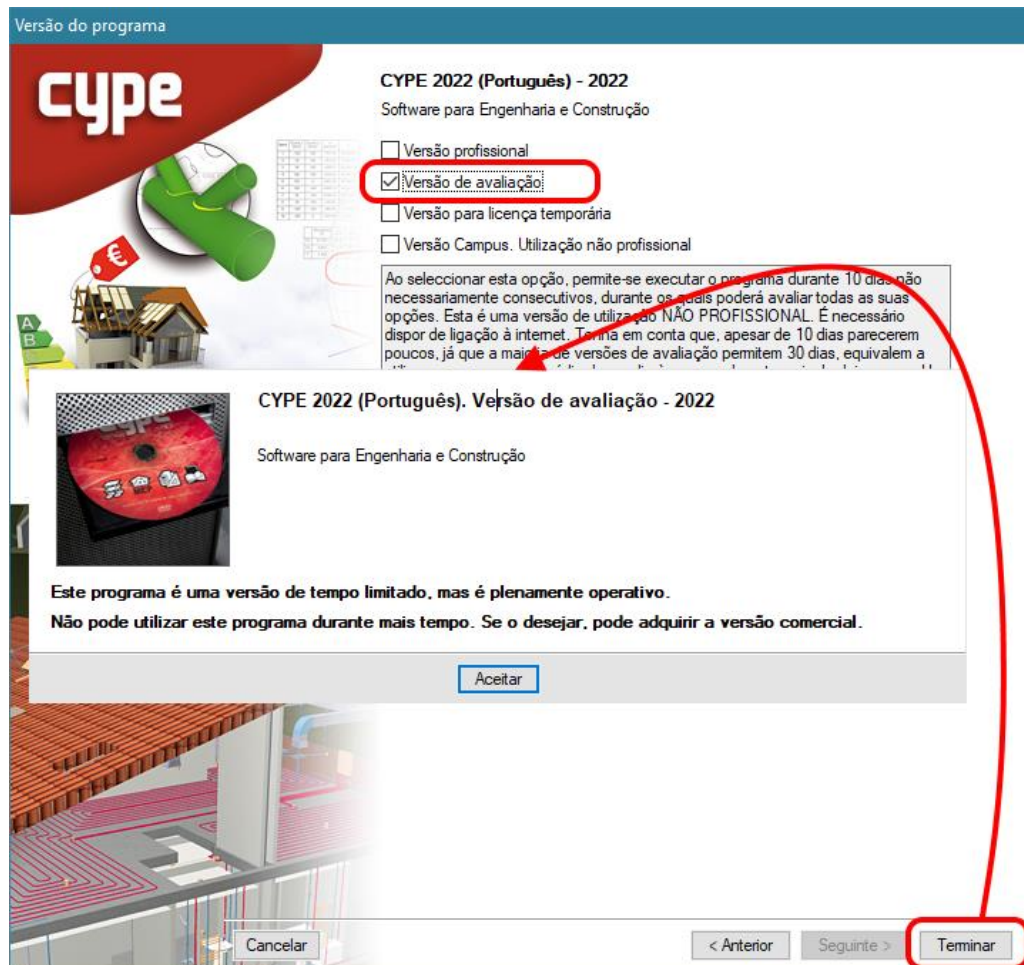 Versão do programa
cype
CYPE 2022 (Português) - 2022
Software para Engenharia e Construção
Versão profissional
Versão de avaliação
Versão para licença temporária
Versão Campus. Utilização não profissional
Ao seleccionar esta opção, permite-se executar o programa durante 10 dias não
necessariamente consecutivos, durante os quais poderá avaliar todas as suas
opções. Esta é uma versão de utilização NÃO PROFISSIONAL. É necessário
dispor de ligação à internet. Tenha em conta que, apesar de 10 dias parecerem
poucos, já que a maioria de versões de avaliação permitem 30 dias, equivalem a
€
A
B
CYPE 2022 (Português). Versão de avaliação - 2022
Software para Engenharia e Construção
Este programa é uma versão de tempo limitado, mas é plenamente operativo.
Não pode utilizar este programa durante mais tempo. Se o desejar, pode adquirir a versão comercial.
Aceitar
Cancelar
< Anterior
Seguinte >
Terminar